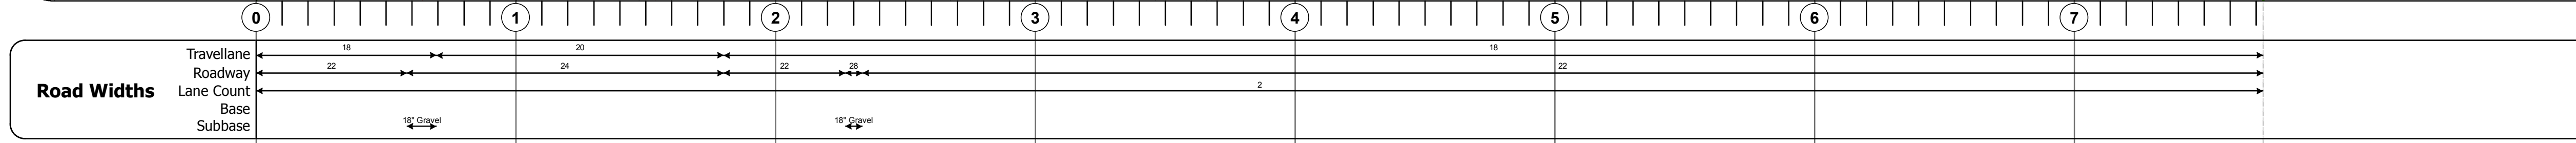 0 1 2 3 4 5 6 7
Road Widths
Travellane 18 20 18
Roadway 22 24 22 28 22
Lane Count 2
Base
Subbase 18" Gravel 18" Gravel